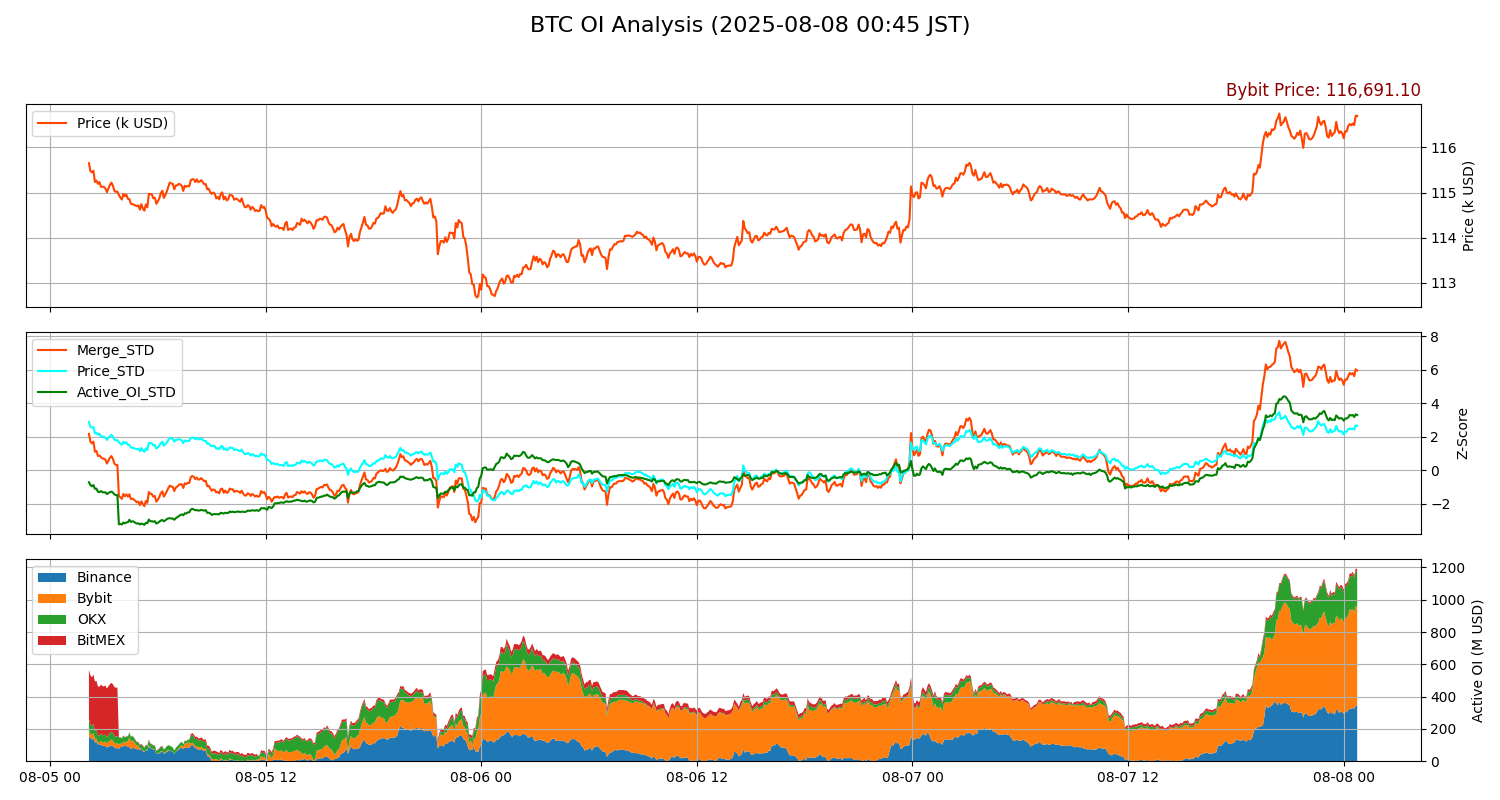 BTC OI Analysis (2025-08-08 00:45 JST)
Bybit Price: 116,691.10
Price (k USD)
116
115
114
113
Price (k USD)
Merge_STD
Price_STD
Active_OI_STD
8
6
4
2
0
−2
Z-Score
Binance
Bybit
OKX
BitMEX
1200
1000
800
600
400
200
0
Active OI (M USD)
08-05 00
08-05 12
08-06 00
08-06 12
08-07 00
08-07 12
08-08 00